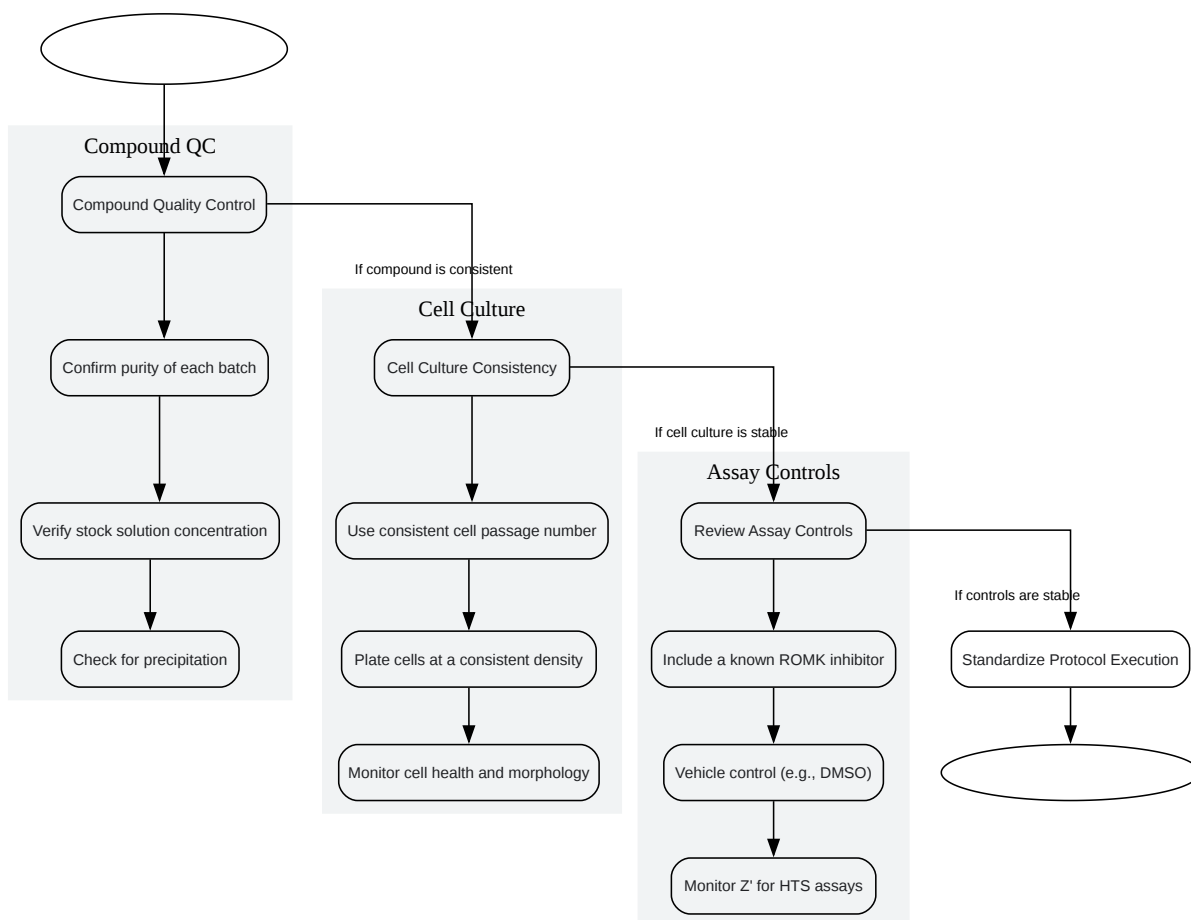 Compound QC
Compound Quality Control
If compound is consistent
Cell Culture
Confirm purity of each batch
Cell Culture Consistency
If cell culture is stable
Assay Controls
Verify stock solution concentration
Use consistent cell passage number
Review Assay Controls
If controls are stable
Check for precipitation
Plate cells at a consistent density
Include a known ROMK inhibitor
Standardize Protocol Execution
Monitor cell health and morphology
Vehicle control (e.g., DMSO)
Monitor Z' for HTS assays